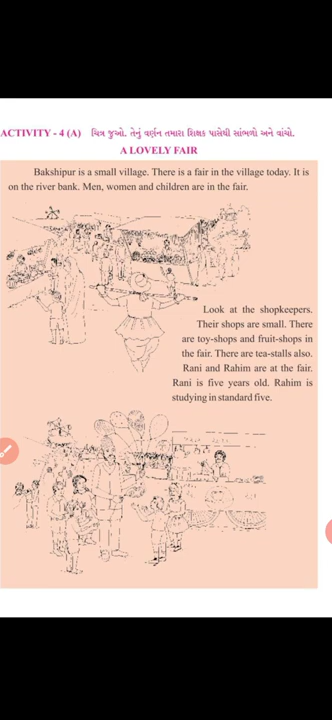 ACTIVITY - 4 (A) ચિત્ર જુઓ. તેનું વર્ણન તમારા શિક્ષક પાસેથી સાંભળો અને વાંચો.
A LOVELY FAIR
Bakshipur is a small village. There is a fair in the village today. It is
on the river bank. Men, women and children are in the fair.
Look at the shopkeepers.
Their shops are small. There
are toy-shops and fruit-shops in
the fair. There are tea-stalls also.
Rani and Rahim are at the fair.
Rani is five years old. Rahim is
studying in standard five.